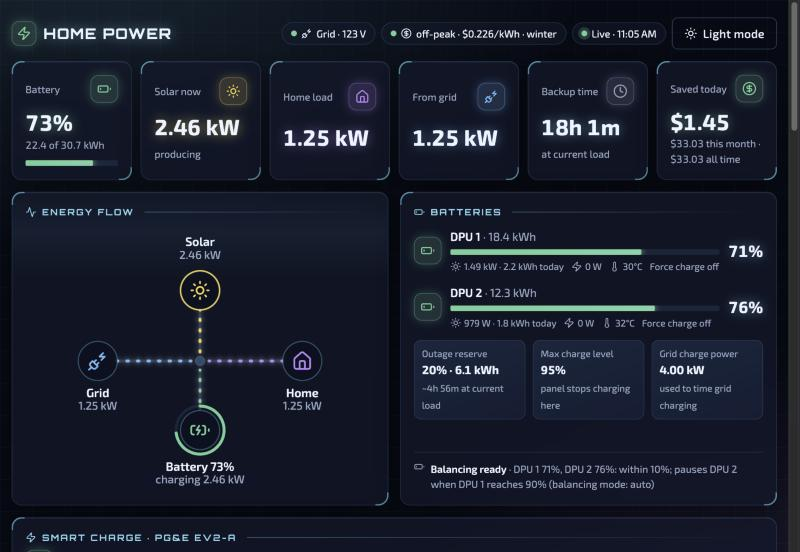 HOME POWER
Grid · 123 V
off-peak · $0.226/kWh · winter
Live · 11:05 AM
Light mode
Battery
73%
22.4 of 30.7 kWh
Solar now
2.46 kW
producing
Home load
1.25 kW
From grid
1.25 kW
Backup time
18h 1m
at current load
Saved today
$1.45
$33.03 this month ·
$33.03 all time
ENERGY FLOW
Solar
2.46 kW
Grid
1.25 kW
Home
1.25 kW
Battery 73%
charging 2.46 kW
BATTERIES
DPU 1 · 18.4 kWh
71%
1.49 kW · 2.2 kWh today 0 W 30°C Force charge off
DPU 2 · 12.3 kWh
76%
979 W · 1.8 kWh today 0 W 32°C Force charge off
Outage reserve
20% · 6.1 kWh
~4h 56m at current
load
Max charge level
95%
panel stops charging
here
Grid charge power
4.00 kW
used to time grid
charging
Balancing ready · DPU 1 71%, DPU 2 76%: within 10%; pauses DPU 2
when DPU 1 reaches 90% (balancing mode: auto)
SMART CHARGE · PG&E EV2-A